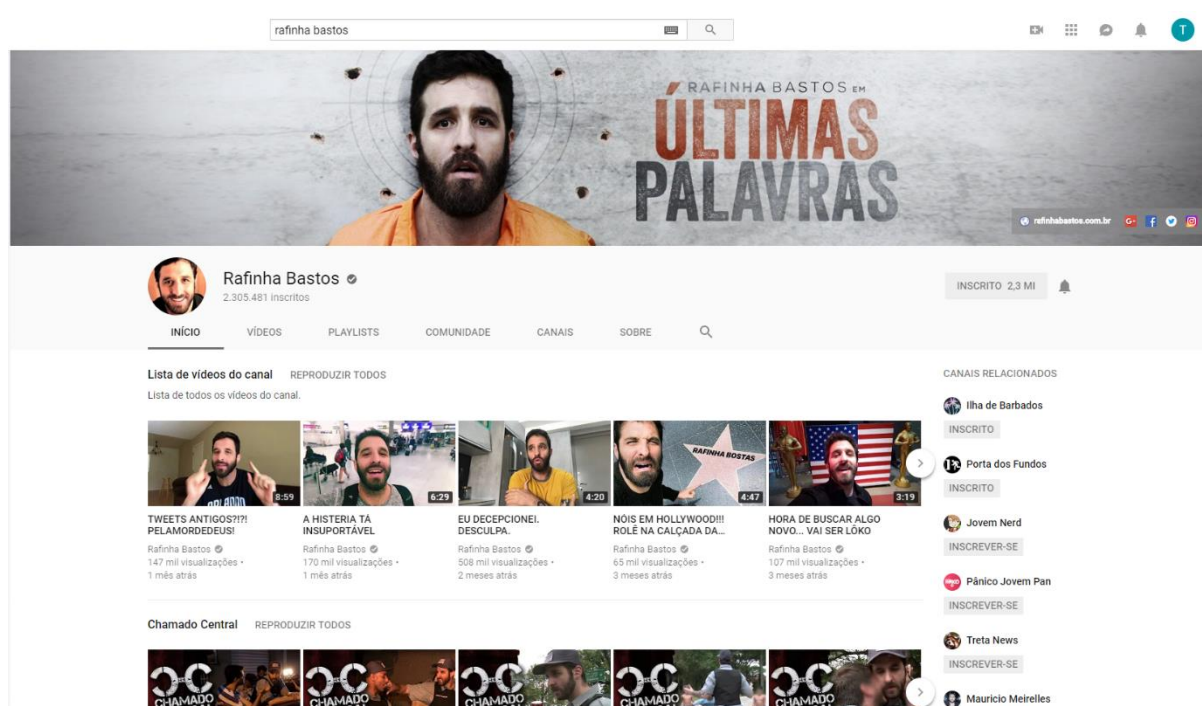 rafinha bastos
T
RAFINHA BASTOS EM
ÚLTIMAS
PALAVRAS
rafinhabastos.com.br
Rafinha Bastos
2.305.481 inscritos
INSCRITO 2,3 MI
INÍCIO VÍDEOS PLAYLISTS COMUNIDADE CANAIS SOBRE
Lista de vídeos do canal REPRODUZIR TODOS
Lista de todos os vídeos do canal.
RAFINHA BOSTAS
8:59 6:29 4:20 4:47 3:19
TWEETS ANTIGOS?!?!
PELAMORDEDEUS!
Rafinha Bastos
147 mil visualizações •
1 mês atrás
A HISTERIA TÁ
INSUPORTÁVEL
Rafinha Bastos
170 mil visualizações •
1 mês atrás
EU DECEPCIONEI.
DESCULPA.
Rafinha Bastos
508 mil visualizações •
2 meses atrás
NÓIS EM HOLLYWOOD!!!
ROLÊ NA CALÇADA DA...
Rafinha Bastos
65 mil visualizações •
3 meses atrás
HORA DE BUSCAR ALGO
NOVO... VAI SER LÔKO
Rafinha Bastos
107 mil visualizações •
3 meses atrás
Chamado Central REPRODUZIR TODOS
CHAMADO
CHAMADO
CHAMADO
CHAMADO
CHAMADO
CANAIS RELACIONADOS
Ilha de Barbados
INSCRITO
Porta dos Fundos
INSCRITO
Jovem Nerd
INSCREVER-SE
Pânico Jovem Pan
INSCREVER-SE
Treta News
INSCREVER-SE
Mauricio Meirelles